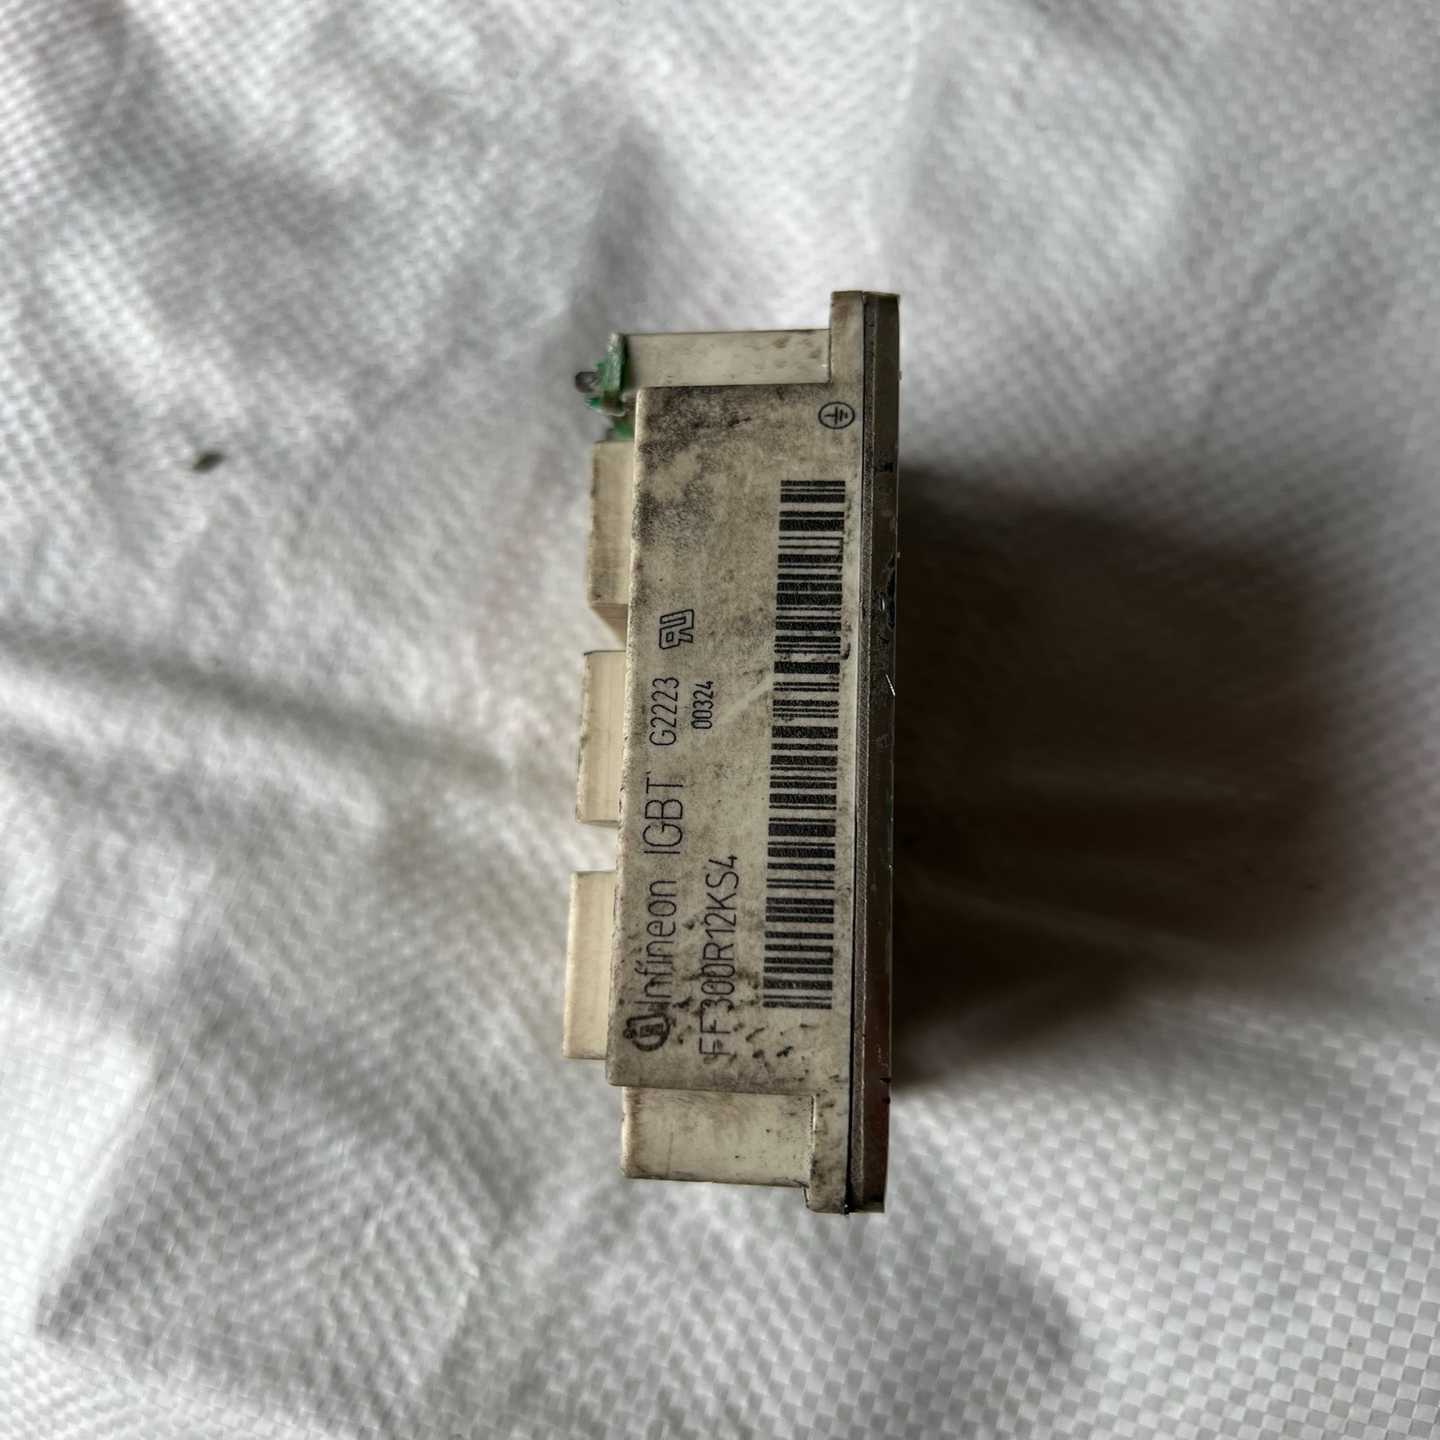 infineon IGBT G2223
00324
FF300R12KS4